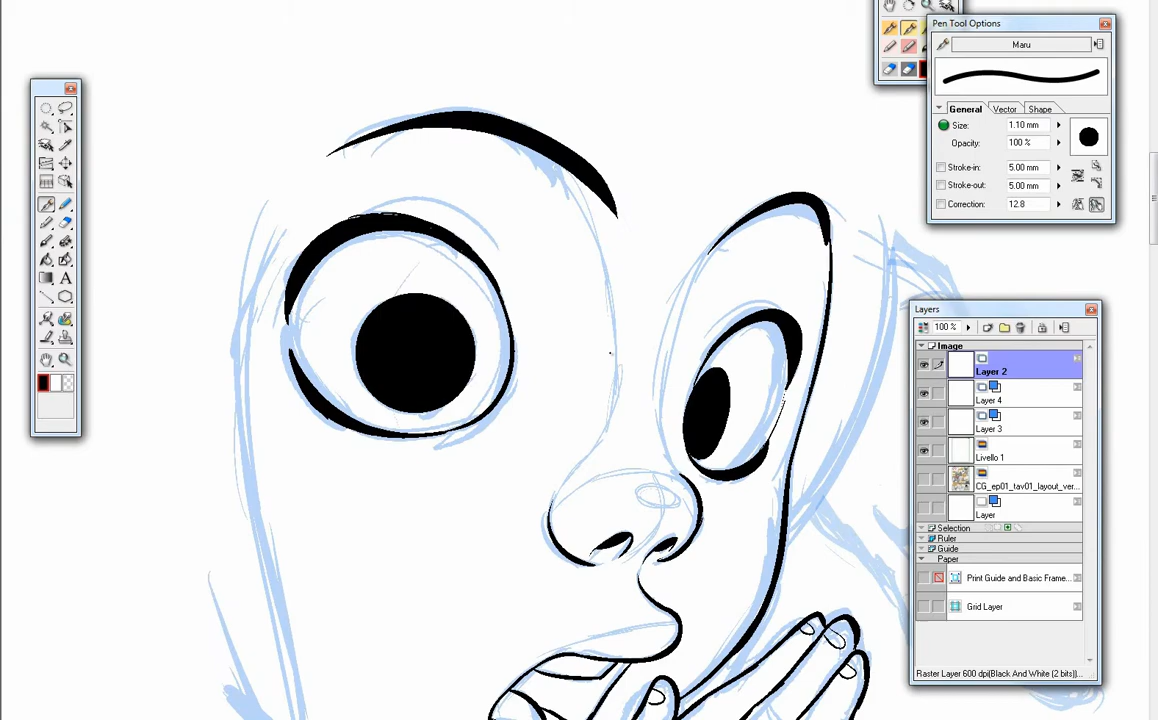 Pen Tool Options
Maru
General Vector Shape
Size: 1.10 mm
Opacity: 100 %
Stroke-in: 5.00 mm
Stroke-out: 5.00 mm
Correction: 12.8
A
Layers
100 %
Image
Layer 2
Layer 4
Layer 3
Livello 1
CG_ep01_tav01_layout_ver...
Layer
Selection
Ruler
Guide
Paper
Print Guide and Basic Frame...
Grid Layer
Raster Layer 600 dpi(Black And White (2 bits))...